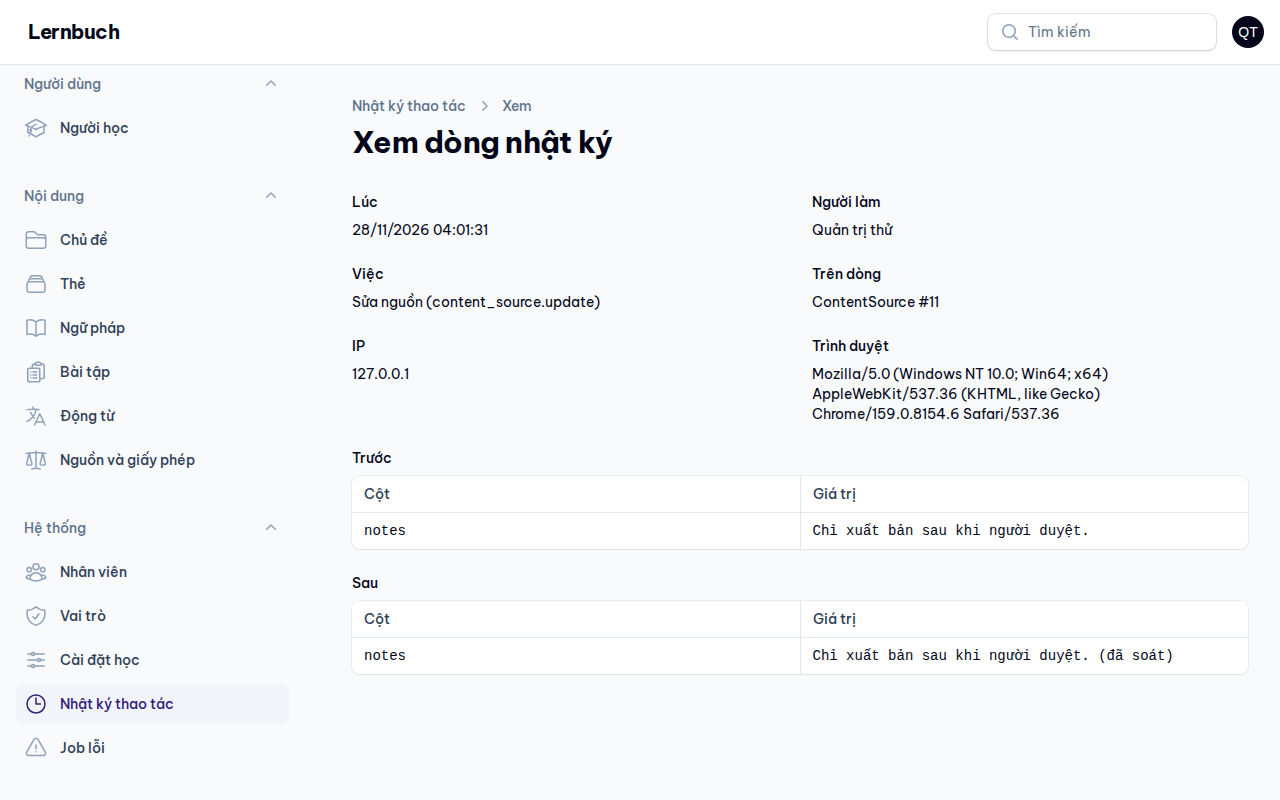 Lernbuch
Tìm kiếm
QT
Người dùng
Người học
Nội dung
Chủ đề
Thẻ
Ngữ pháp
Bài tập
Động từ
Nguồn và giấy phép
Hệ thống
Nhân viên
Vai trò
Cài đặt học
Nhật ký thao tác
Job lỗi
Nhật ký thao tác
Xem
Xem dòng nhật ký
Lúc
28/11/2026 04:01:31
Người làm
Quản trị thử
Việc
Sửa nguồn (content_source.update)
Trên dòng
ContentSource #11
IP
127.0.0.1
Trình duyệt
Mozilla/5.0 (Windows NT 10.0; Win64; x64)
AppleWebKit/537.36 (KHTML, like Gecko)
Chrome/159.0.8154.6 Safari/537.36
Trước
Cột Giá trị
notes Chỉ xuất bản sau khi người duyệt.
Sau
Cột Giá trị
notes Chỉ xuất bản sau khi người duyệt. (đã soát)